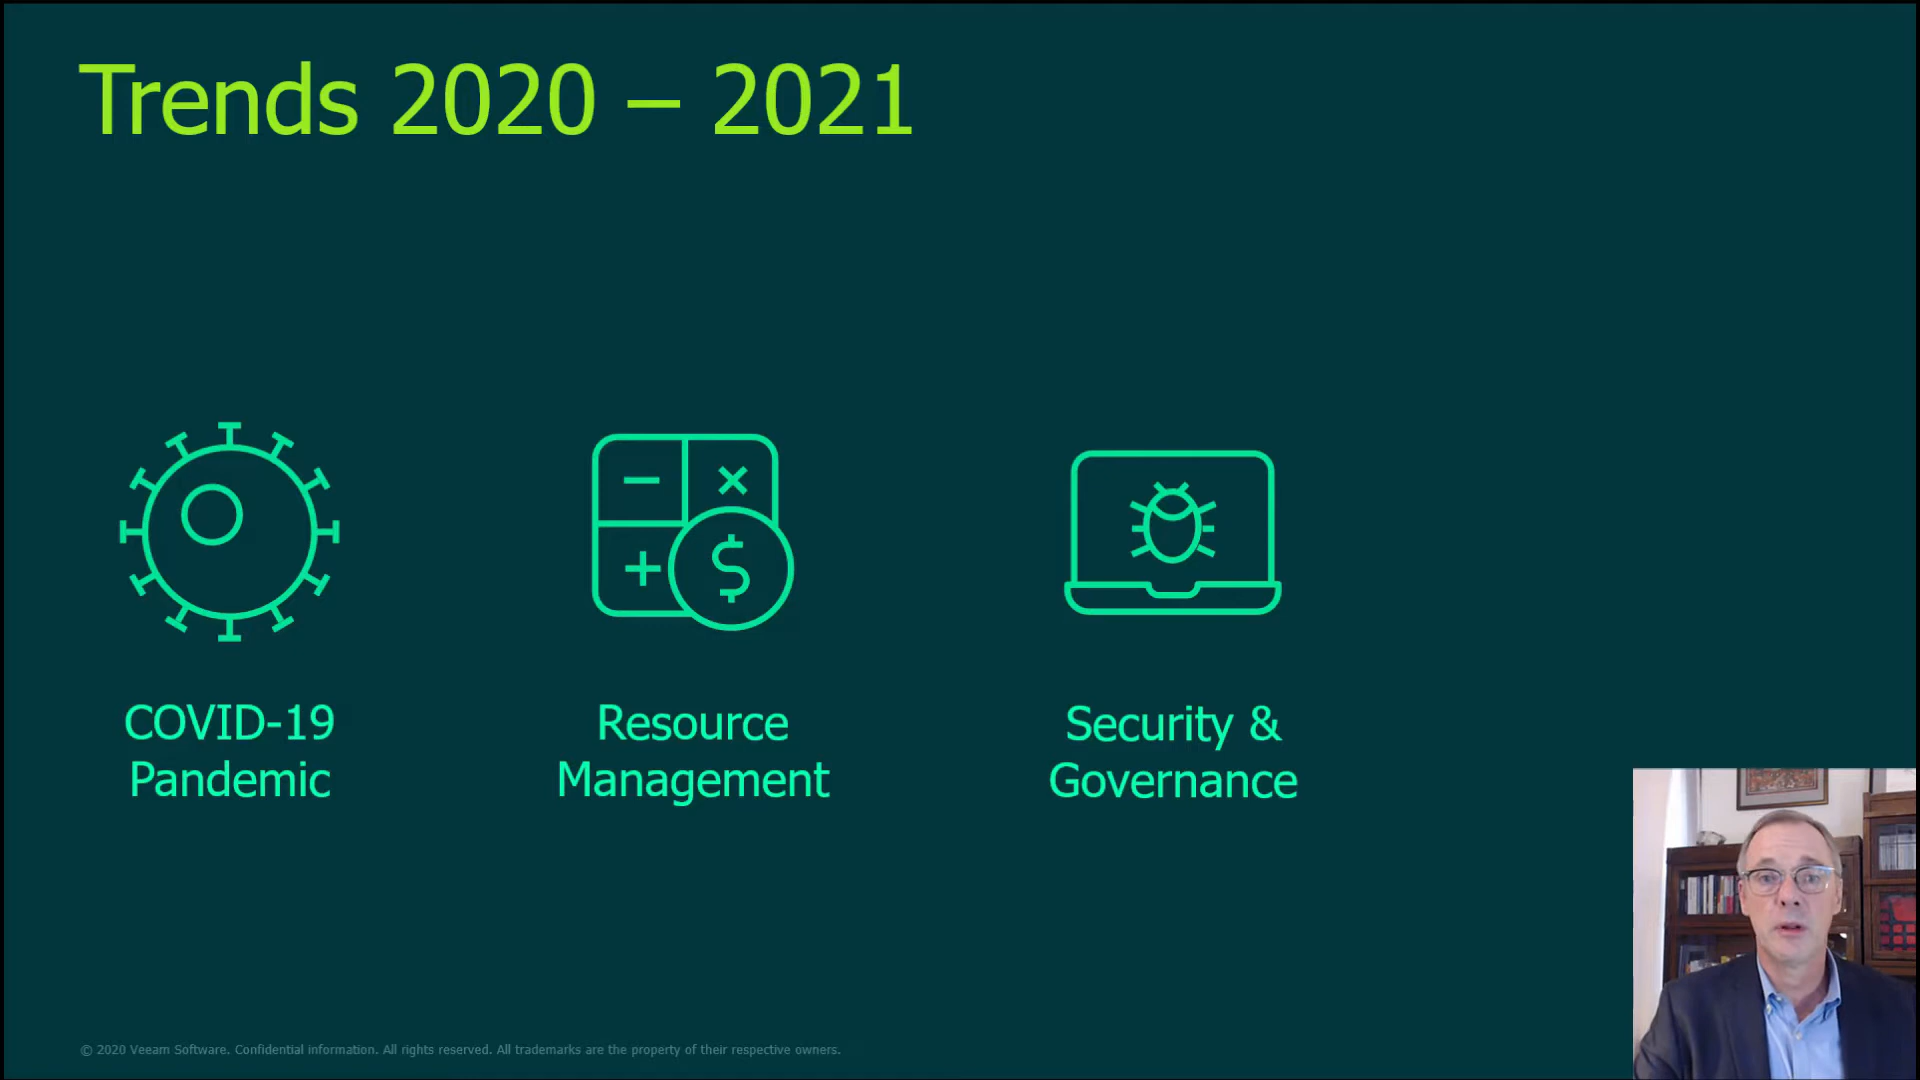 Trends 2020 – 2021
COVID-19
Pandemic
Resource
Management
Security &
Governance
© 2020 Veeam Software. Confidential information. All rights reserved. All trademarks are the property of their respective owners.